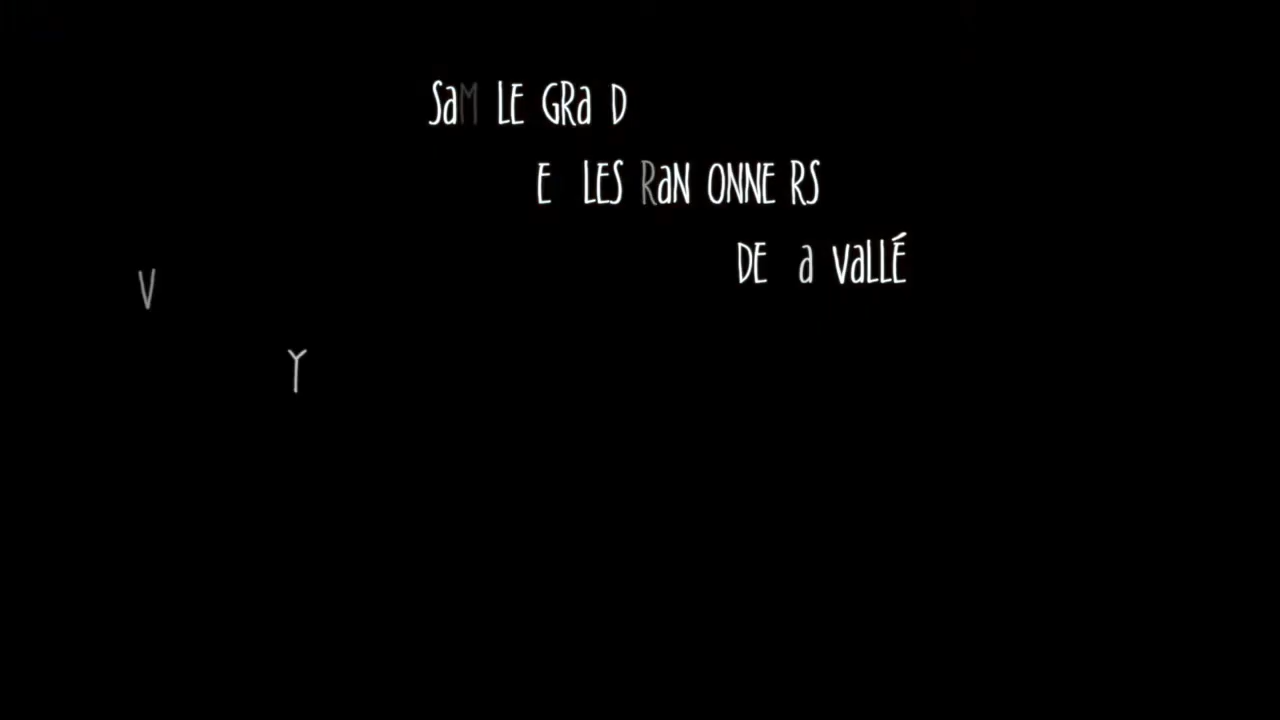 SaM LE GRa D
E LES RaN ONNE RS
DE a VaLLÉ
V
Y